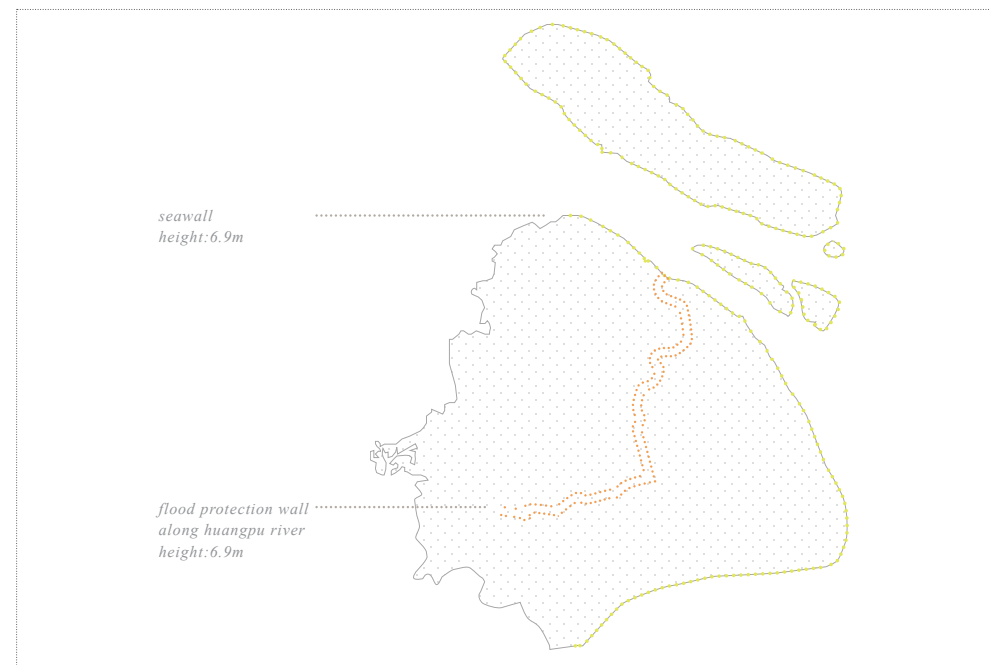 seawall
height:6.9m
flood protection wall
along huangpu river
height:6.9m